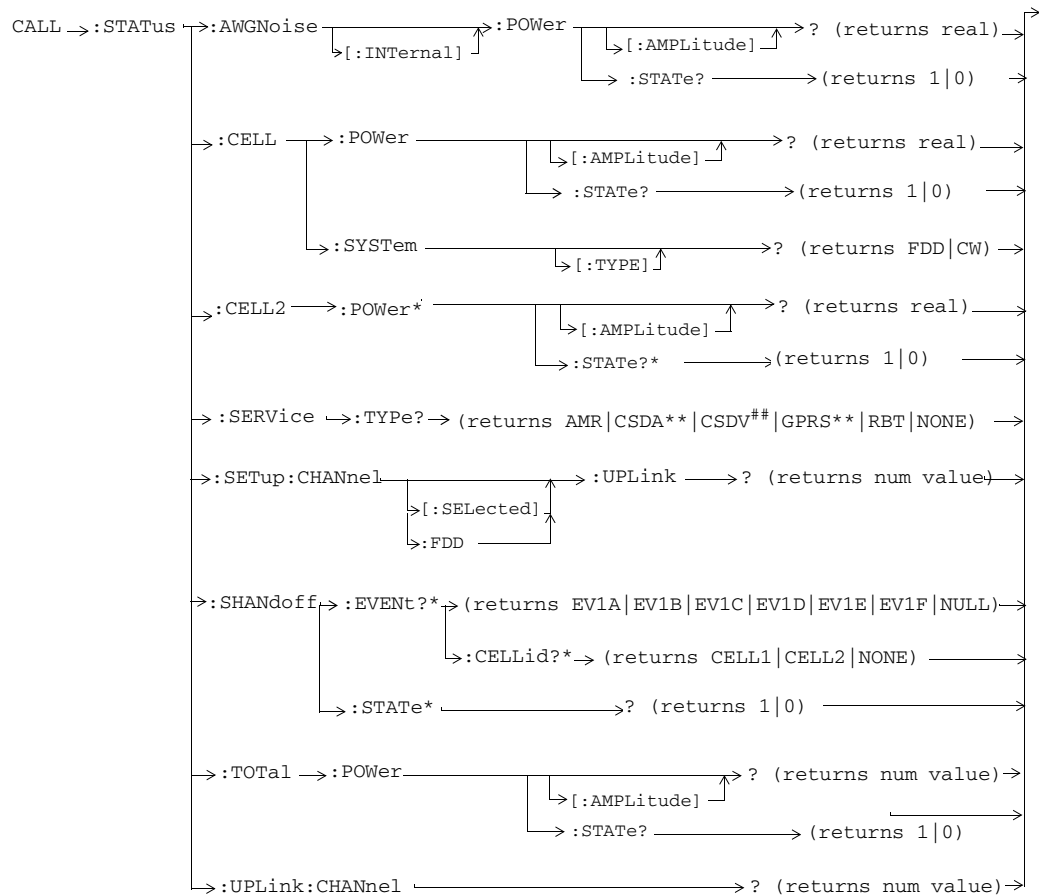 CALL :STATus :AWGNoise :POWer ? (returns real)
[:INTernal] [:AMPLitude]
:STATe? (returns 1|0)
:CELL :POWer ? (returns real)
[:AMPLitude]
:STATe? (returns 1|0)
:SYSTem ? (returns FDD|CW)
[:TYPE]
:CELL2 :POWer* ? (returns real)
[:AMPLitude]
:STATe?* (returns 1|0)
:SERVice :TYPe? (returns AMR|CSDA**|CSDV##|GPRS**|RBT|NONE)
:SETup:CHANnel :UPLink ? (returns num value)
[:SELected]
:FDD
:SHANdoff :EVENt?* (returns EV1A|EV1B|EV1C|EV1D|EV1E|EV1F|NULL)
:CELLid?* (returns CELL1|CELL2|NONE)
:STATe* ? (returns 1|0)
:TOTal :POWer ? (returns num value)
[:AMPLitude]
:STATe? (returns 1|0)
:UPLink:CHANnel ? (returns num value)